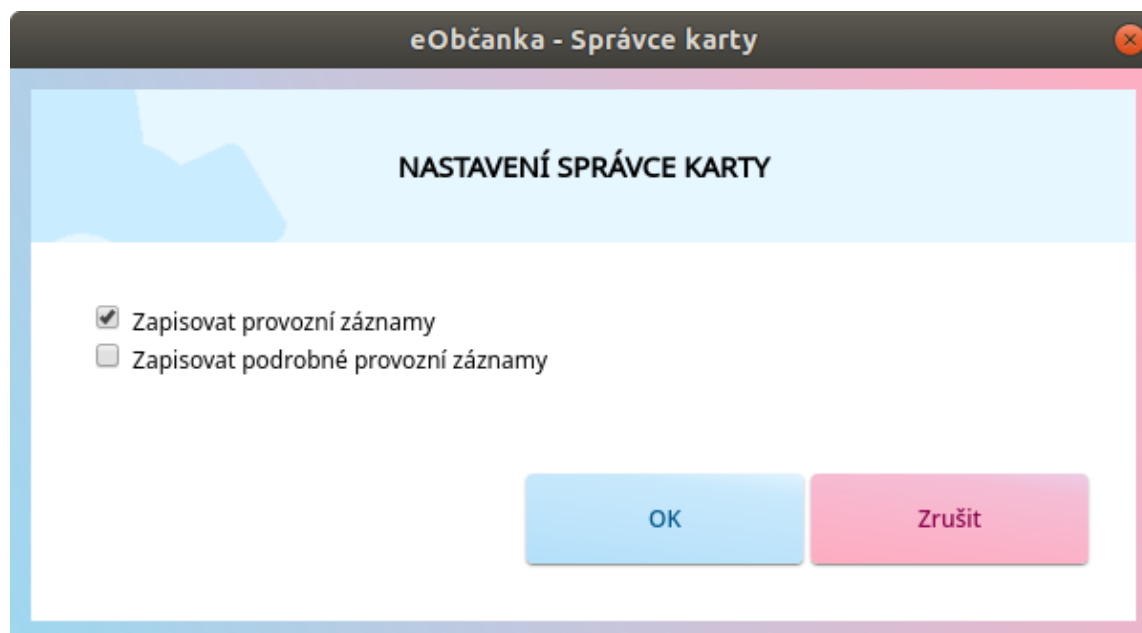 eObčanka - Správce karty
NASTAVENÍ SPRÁVCE KARTY
Zapisovat provozní záznamy
Zapisovat podrobné provozní záznamy
OK
Zrušit